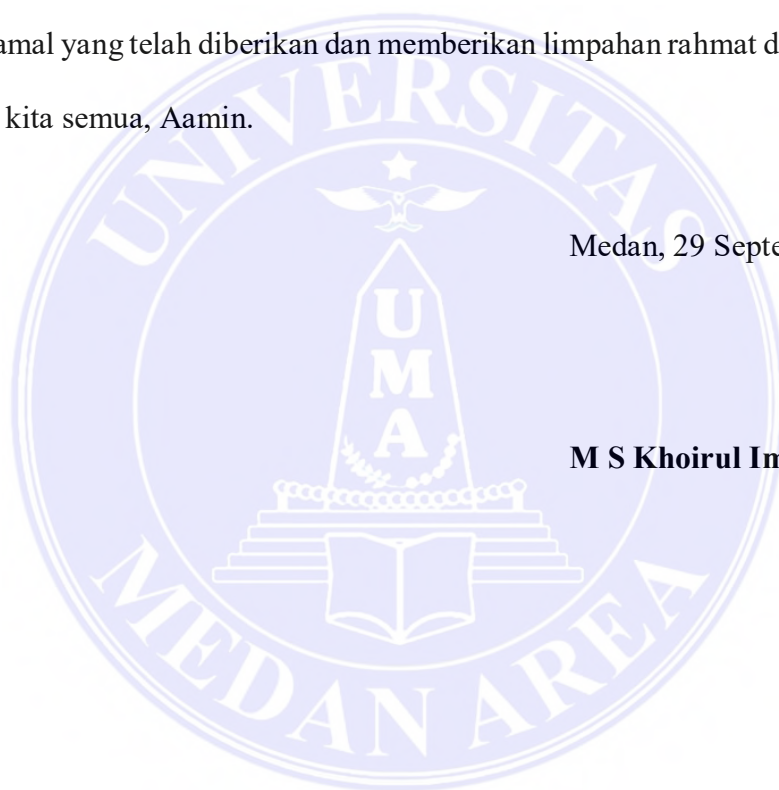 amal yang telah diberikan dan memberikan limpahan rahmat d
kita semua, Aamin.
UNIVERSITAS
Medan, 29 Septe
UMA
M S Khoirul Im
MEDAN AREA